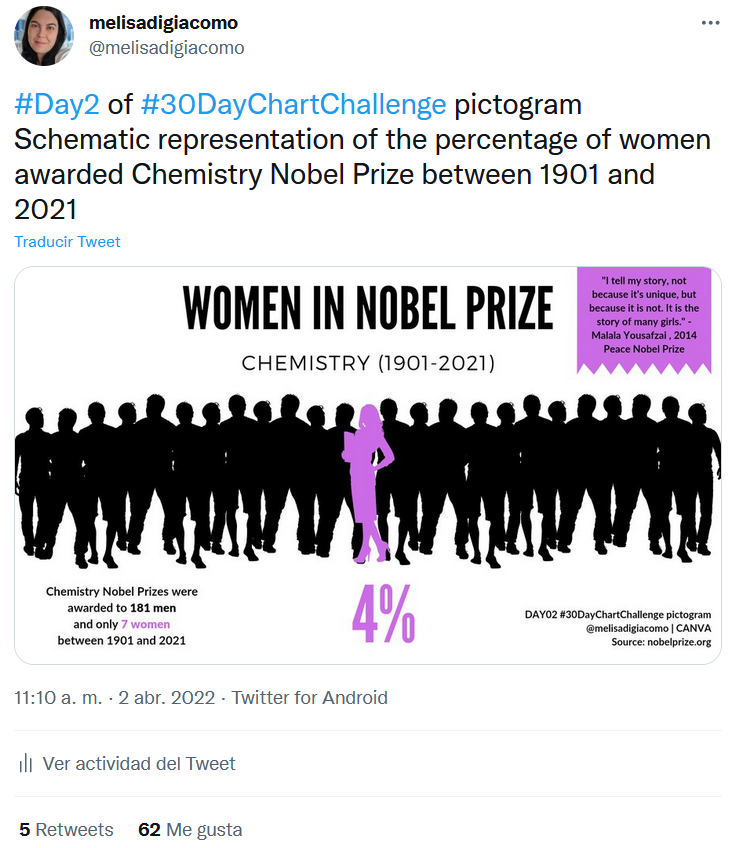 melisadigiacomo
@melisadigiacomo
#Day2 of #30DayChartChallenge pictogram
Schematic representation of the percentage of women
awarded Chemistry Nobel Prize between 1901 and
2021
Traducir Tweet
WOMEN IN NOBEL PRIZE
CHEMISTRY (1901-2021)
"I tell my story, not
because it's unique, but
because it is not. It is the
story of many girls." -
Malala Yousafzai , 2014
Peace Nobel Prize
Chemistry Nobel Prizes were
awarded to 181 men
and only 7 women
between 1901 and 2021
4%
DAY02 #30DayChartChallenge pictogram
@melisadigiacomo | CANVA
Source: nobelprize.org
11:10 a. m. · 2 abr. 2022 · Twitter for Android
Ver actividad del Tweet
5 Retweets 62 Me gusta